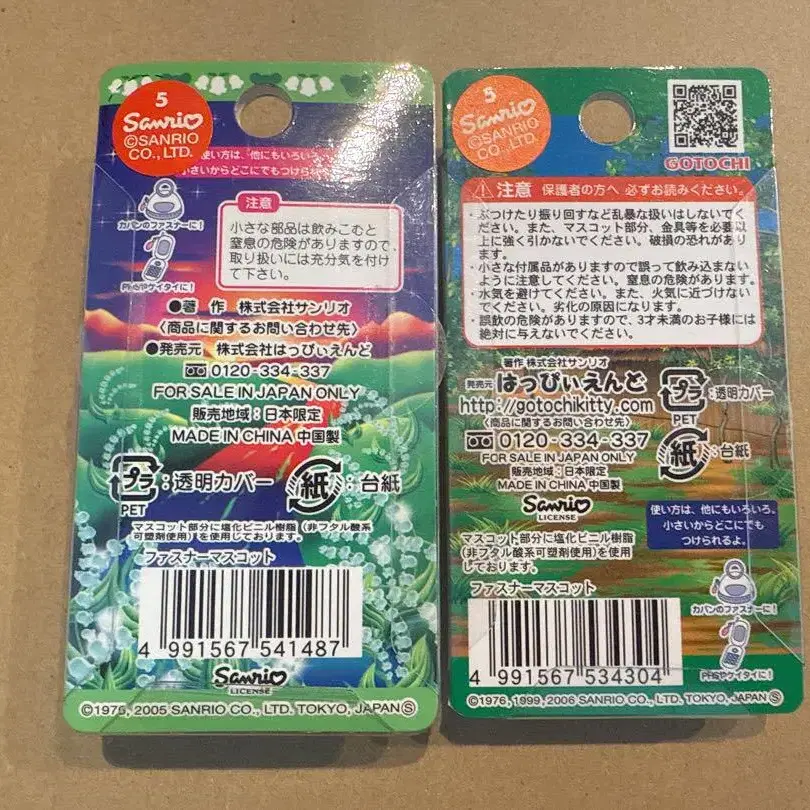 5
Sanrio
©SANRIO
CO., LTD.
使い方は、他にもいろいろ。
小さいからどこにでもつけられ
カバンのファスナーに!
PHSやケイタイに!
注意
小さな部品は飲みこむと
窒息の危険がありますので、
取り扱いには充分気を付け
て下さい。
●著 作 株式会社サンリオ
〈商品に関するお問い合わせ先〉
●発売元 株式会社はっぴぃえんど
0120-334-337
FOR SALE IN JAPAN ONLY
販売地域:日本限定
MADE IN CHINA 中国製
プラ
PET
:透明カバー
紙
:台紙
マスコット部分に塩化ビニル樹脂 (非フタル酸系
可塑剤使用)を使用しております。
ファスナーマスコット
4 991567 541487
Sanrio
LICENSE
©1976, 2005 SANRIO CO., LTD. TOKYO, JAPAN Ⓢ
5
Sanrio
©SANRIO
CO., LTD.
GOTOCHI
注意 保護者の方へ 必ずお読みください。
・ぶつけたり振り回すなど乱暴な扱いはしないでく
ださい。また、マスコット部分、金具等を必要以
上に強く引かないでください。破損の恐れがあり
ます。
・小さな付属品がありますので誤って飲み込まない
ように注意してください。窒息の危険があります。
・水気を避けてください。また、火気に近づけない
でください。劣化の原因になります。
・誤飲の危険がありますので、3才未満のお子様には
絶対に与えないでください。
著作 株式会社サンリオ
発売元 はっぴぃえんど
http://gotochikitty.com
〈商品に関するお問い合わせ先〉
0120-334-337
FOR SALE IN JAPAN ONLY
販売地域:日本限定
MADE IN CHINA 中国製
Sanrio
LICENSE
プラ
PET
:透明カバー
紙
:台紙
マスコット部分に塩化ビニル樹脂
(非フタル酸系可塑剤使用)を使用
しております。
ファスナーマスコット
使い方は、他にもいろいろ。
小さいからどこにでも
つけられるよ。
カバンのファスナーに!
PHSやケイタイに!
4 991567 534304
©1976, 1999, 2006 SANRIO CO., LTD. TOKYO, JAPAN Ⓢ